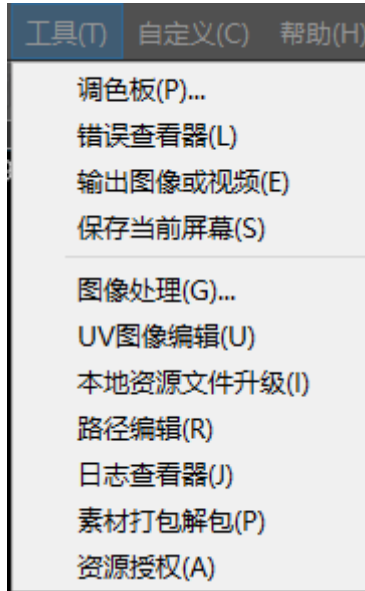 工具(T) 自定义(C) 帮助(H)
调色板(P)...
错误查看器(L)
输出图像或视频(E)
保存当前屏幕(S)
图像处理(G)...
UV图像编辑(U)
本地资源文件升级(I)
路径编辑(R)
日志查看器(J)
素材打包解包(P)
资源授权(A)